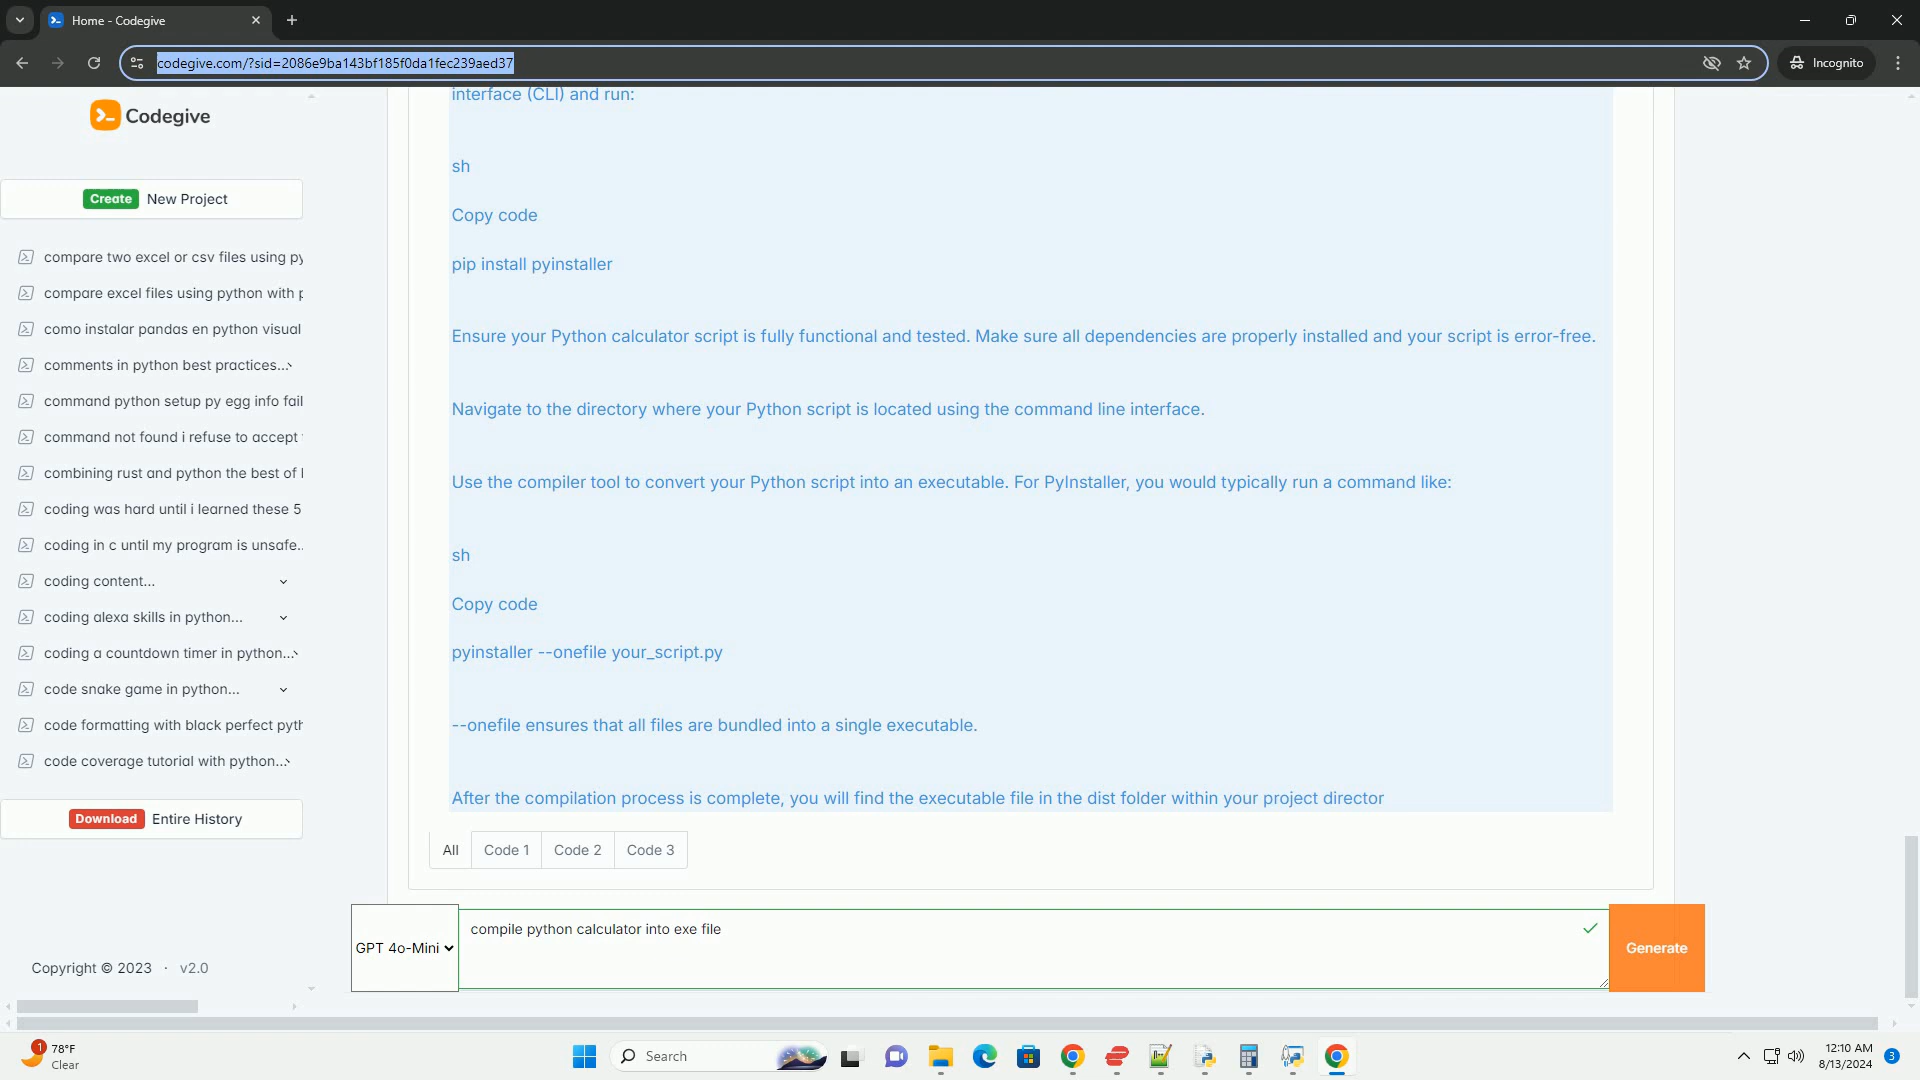 Home - Codegive
codegive.com/?sid=2086e9ba143bf185f0da1fec239aed37
Incognito
Codegive
Create New Project
compare two excel or csv files using py
compare excel files using python with p
como instalar pandas en python visual
comments in python best practices...
command python setup py egg info fail
command not found i refuse to accept
combining rust and python the best of
coding was hard until i learned these 5
coding in c until my program is unsafe..
coding content...
coding alexa skills in python...
coding a countdown timer in python...
code snake game in python...
code formatting with black perfect pyth
code coverage tutorial with python...
Download Entire History
Copyright © 2023 · v2.0
interface (CLI) and run:
sh
Copy code
pip install pyinstaller
Ensure your Python calculator script is fully functional and tested. Make sure all dependencies are properly installed and your script is error-free.
Navigate to the directory where your Python script is located using the command line interface.
Use the compiler tool to convert your Python script into an executable. For PyInstaller, you would typically run a command like:
sh
Copy code
pyinstaller --onefile your_script.py
--onefile ensures that all files are bundled into a single executable.
After the compilation process is complete, you will find the executable file in the dist folder within your project director
All Code 1 Code 2 Code 3
GPT 4o-Mini
compile python calculator into exe file
Generate
1
78°F
Clear
Search
12:10 AM
8/13/2024
3